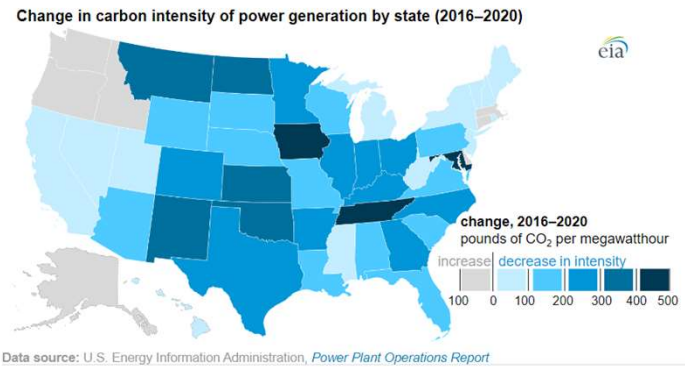 Change in carbon intensity of power generation by state (2016–2020)
eia
change, 2016–2020
pounds of CO₂ per megawatthour
increase decrease in intensity
100 0 100 200 300 400 500
Data source: U.S. Energy Information Administration, Power Plant Operations Report